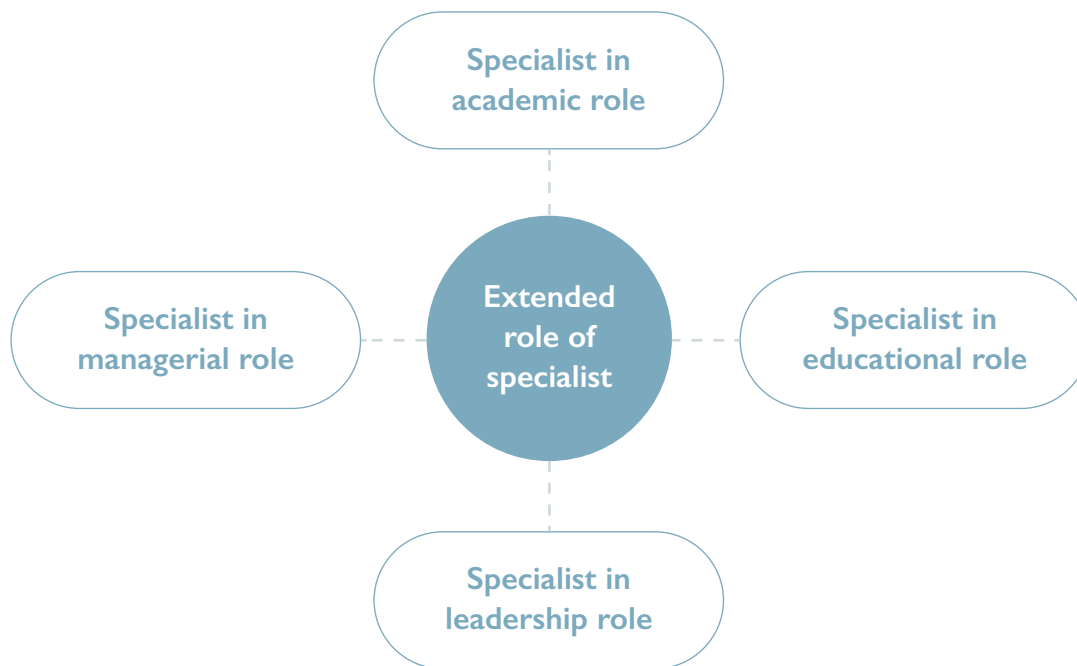 Specialist in
academic role
Specialist in
managerial role
Extended
role of
specialist
Specialist in
educational role
Specialist in
leadership role